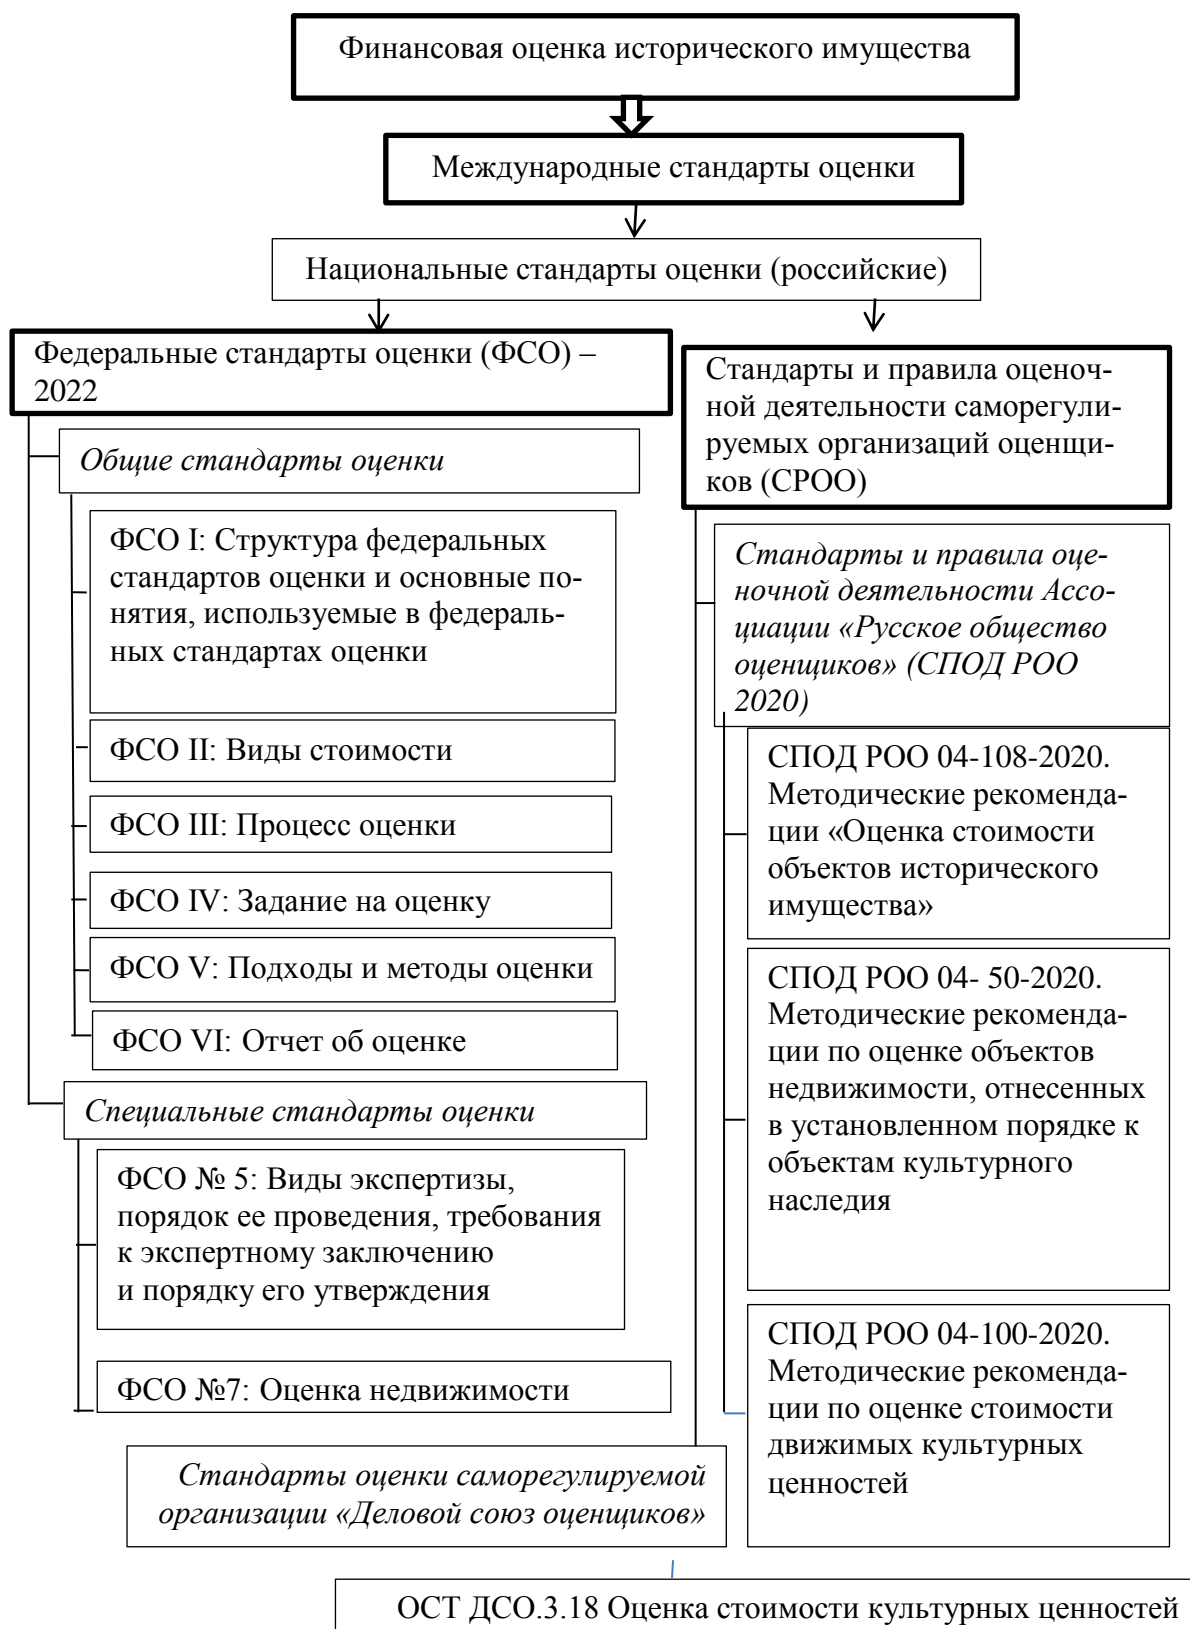 Финансовая оценка исторического имущества
Международные стандарты оценки
Национальные стандарты оценки (российские)
Федеральные стандарты оценки (ФСО) –
2022
Общие стандарты оценки
ФСО I: Структура федеральных
стандартов оценки и основные по-
нятия, используемые в федераль-
ных стандартах оценки
ФСО II: Виды стоимости
ФСО III: Процесс оценки
ФСО IV: Задание на оценку
ФСО V: Подходы и методы оценки
ФСО VI: Отчет об оценке
Специальные стандарты оценки
ФСО № 5: Виды экспертизы,
порядок ее проведения, требования
к экспертному заключению
и порядку его утверждения
ФСО №7: Оценка недвижимости
Стандарты и правила оценоч-
ной деятельности саморегули-
руемых организаций оценщи-
ков (СРОО)
Стандарты и правила оце-
ночной деятельности Ассо-
циации «Русское общество
оценщиков» (СПОД РОО
2020)
СПОД РОО 04-108-2020.
Методические рекоменда-
ции «Оценка стоимости
объектов исторического
имущества»
СПОД РОО 04- 50-2020.
Методические рекоменда-
ции по оценке объектов
недвижимости, отнесенных
в установленном порядке к
объектам культурного
наследия
СПОД РОО 04-100-2020.
Методические рекоменда-
ции по оценке стоимости
движимых культурных
ценностей
Стандарты оценки саморегулируемой
организации «Деловой союз оценщиков»
ОСТ ДСО.3.18 Оценка стоимости культурных ценностей